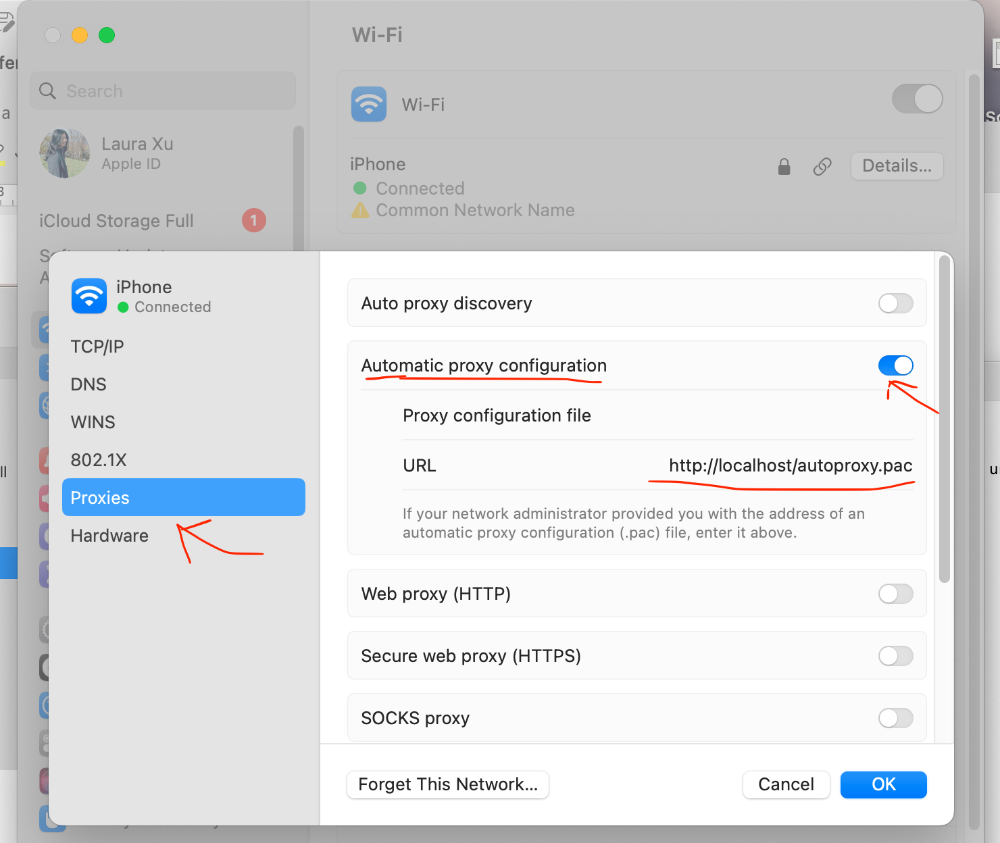 Wi-Fi
Search
Wi-Fi
Laura Xu
Apple ID
iPhone
Details...
Connected
Common Network Name
iCloud Storage Full
1
iPhone
Connected
TCP/IP
DNS
WINS
802.1X
Proxies
Hardware
Auto proxy discovery
Automatic proxy configuration
Proxy configuration file
URL
http://localhost/autoproxy.pac
If your network administrator provided you with the address of an
automatic proxy configuration (.pac) file, enter it above.
Web proxy (HTTP)
Secure web proxy (HTTPS)
SOCKS proxy
Forget This Network...
Cancel
OK